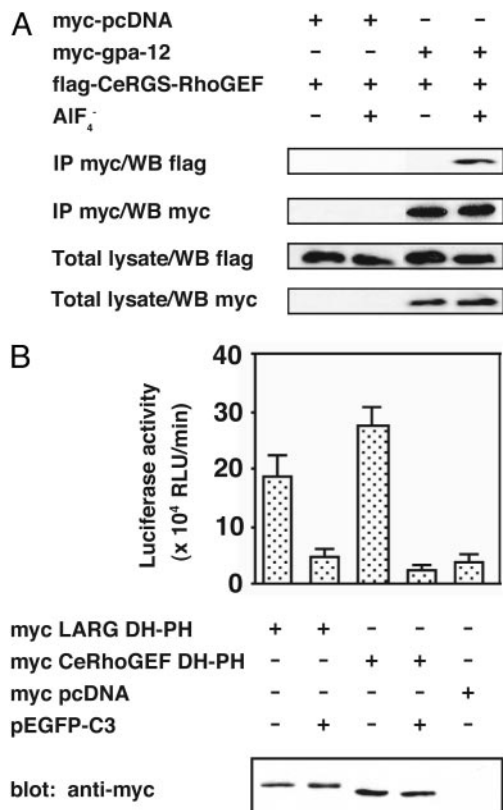 A
myc-pcDNA + + - -
myc-gpa-12 - - + +
flag-CeRGS-RhoGEF + + + +
AlF4- - + - +
IP myc/WB flag
IP myc/WB myc
Total lysate/WB flag
Total lysate/WB myc
B
Luciferase activity
(x 10⁴ RLU/min)
40
30
20
10
0
myc LARG DH-PH + + - - -
myc CeRhoGEF DH-PH - - + + -
myc pcDNA - - - - +
pEGFP-C3 - + - + -
blot: anti-myc